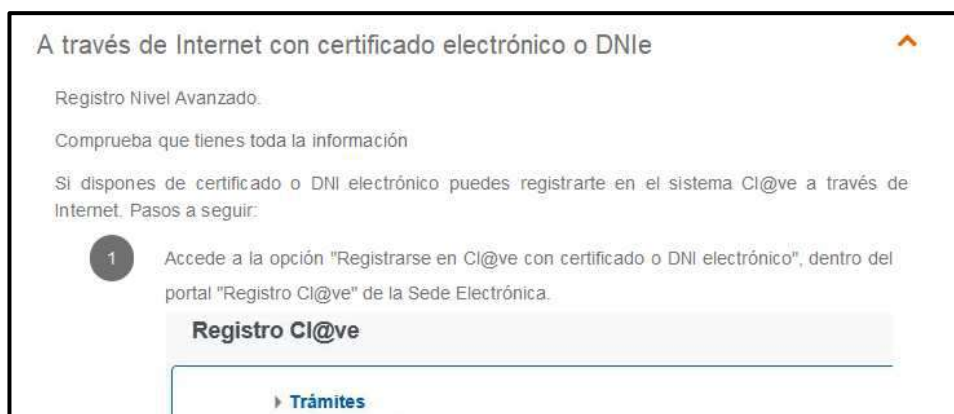 A través de Internet con certificado electrónico o DNIe
Registro Nivel Avanzado.
Comprueba que tienes toda la información
Si dispones de certificado o DNI electrónico puedes registrarte en el sistema Cl@ve a través de
Internet. Pasos a seguir:
1 Accede a la opción "Registrarse en Cl@ve con certificado o DNI electrónico", dentro del
portal "Registro Cl@ve" de la Sede Electrónica.
Registro Cl@ve
Trámites